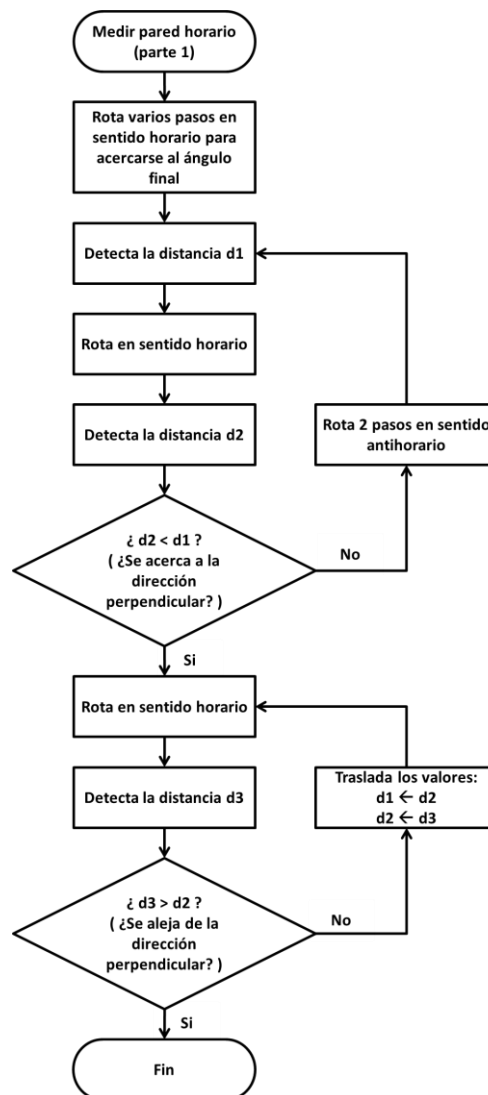 Medir pared horario
(parte 1)
Rota varios pasos en
sentido horario para
acercarse al ángulo
final
Detecta la distancia d1
Rota en sentido horario
Detecta la distancia d2
Rota 2 pasos en sentido
antihorario
¿ d2 < d1 ?
( ¿Se acerca a la
dirección
perpendicular? )
No
Si
Rota en sentido horario
Detecta la distancia d3
Traslada los valores:
d1 ← d2
d2 ← d3
¿ d3 > d2 ?
( ¿Se aleja de la
dirección
perpendicular? )
No
Si
Fin